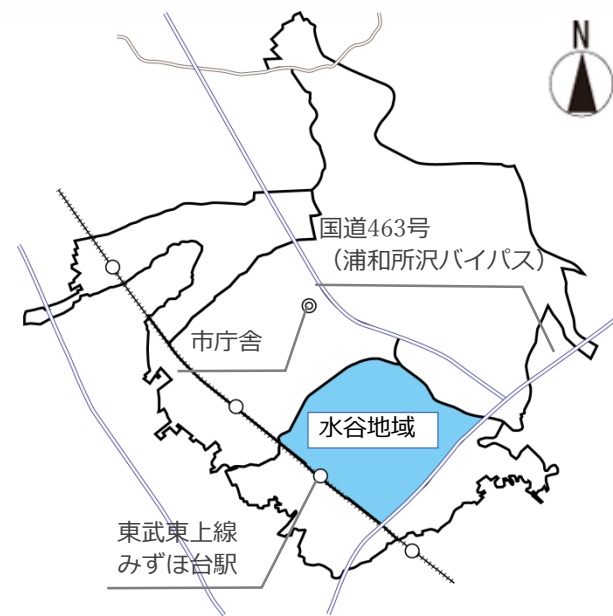 N
国道463号
（浦和所沢バイパス）
市庁舎
水谷地域
東武東上線
みずほ台駅